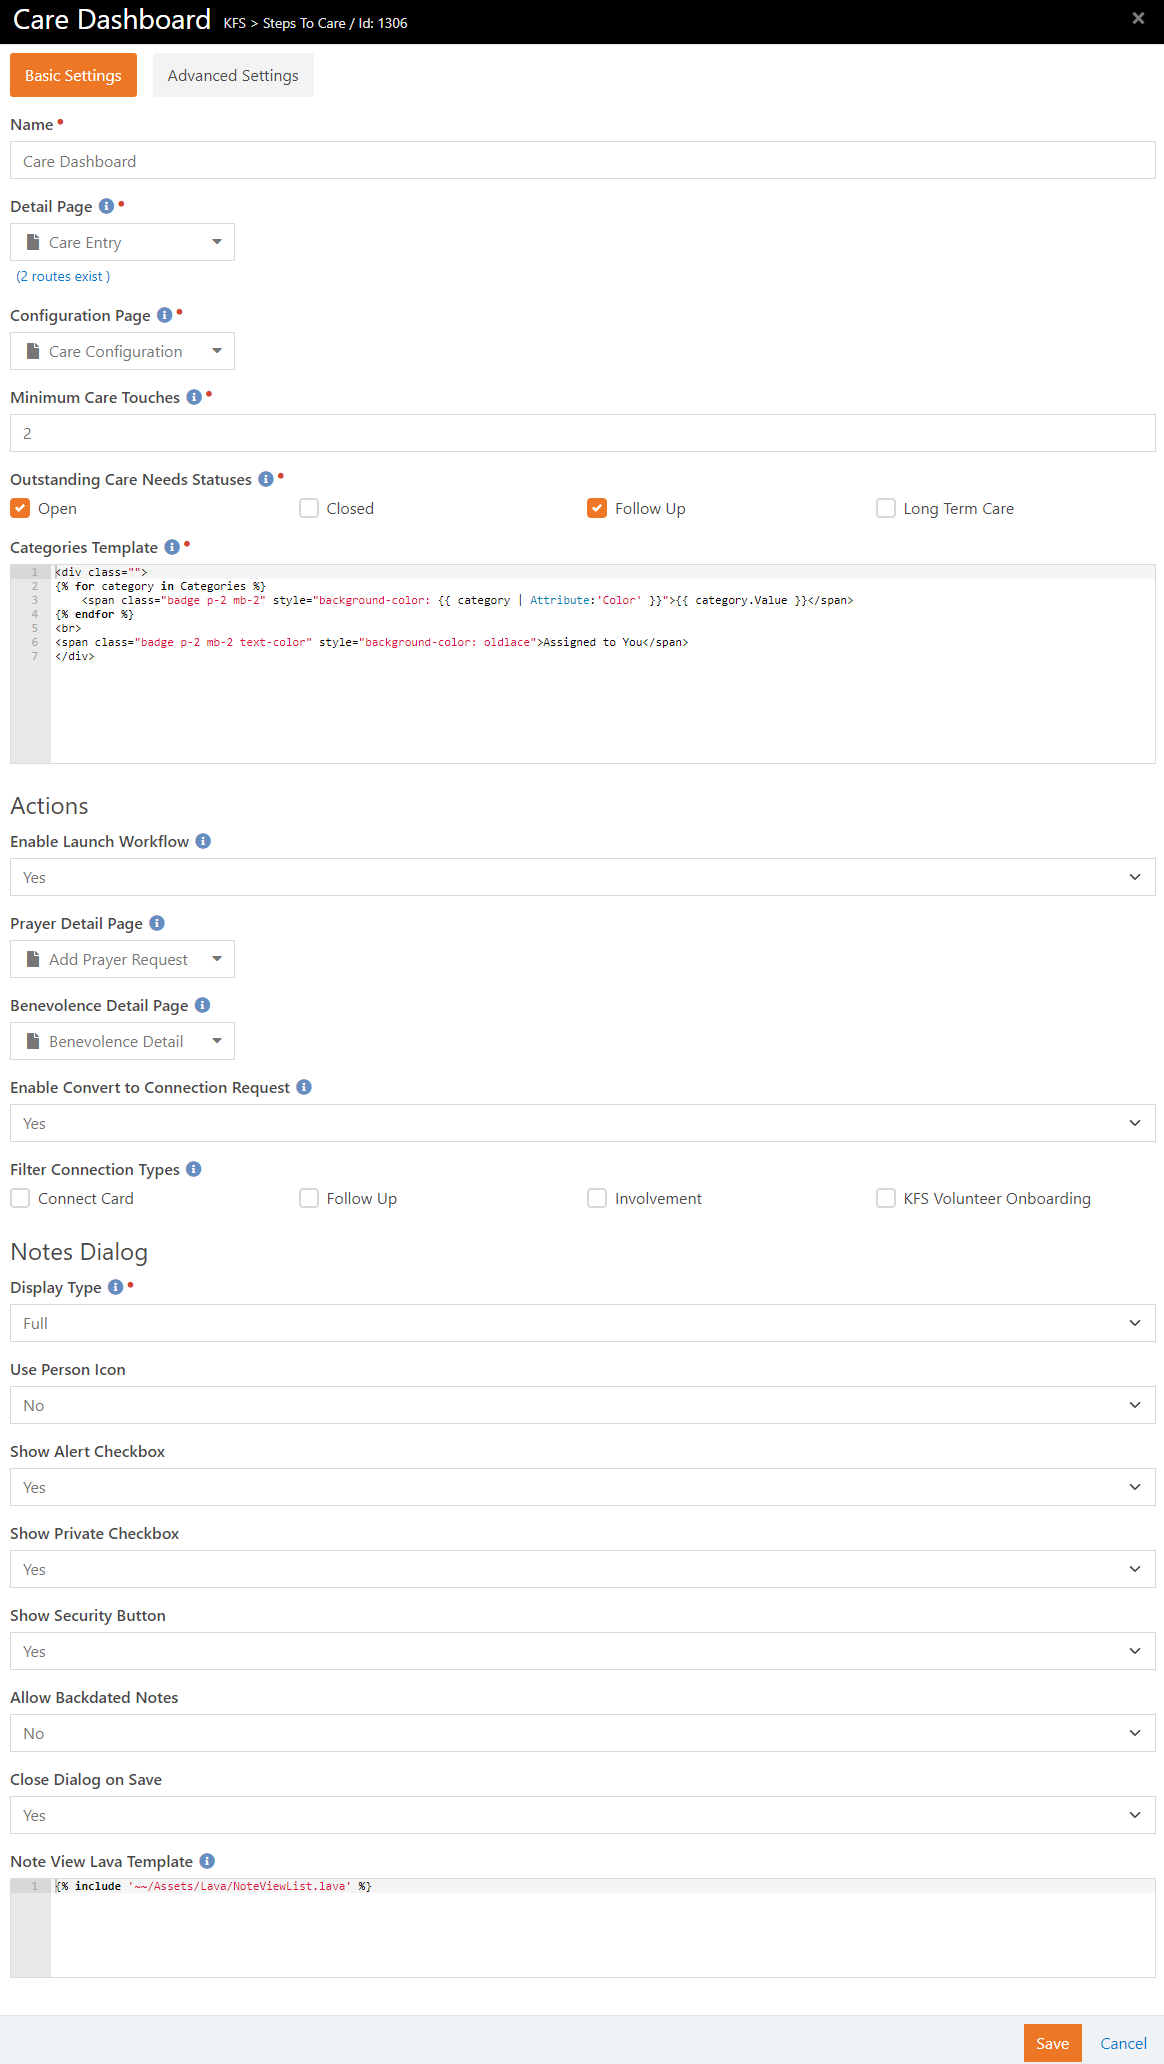 Care Dashboard KFS > Steps To Care / Id: 1306
Basic Settings Advanced Settings
Name
Care Dashboard
Detail Page
Care Entry
(2 routes exist )
Configuration Page
Care Configuration
Minimum Care Touches
2
Outstanding Care Needs Statuses
Open Closed Follow Up Long Term Care
Categories Template
1 <div class="">
2 {% for category in Categories %}
3     <span class="badge p-2 mb-2" style="background-color: {{ category | Attribute:'Color' }}">{{ category.Value }}</span>
4 {% endfor %}
5 <br>
6 <span class="badge p-2 mb-2 text-color" style="background-color: oldlace">Assigned to You</span>
7 </div>
Actions
Enable Launch Workflow
Yes
Prayer Detail Page
Add Prayer Request
Benevolence Detail Page
Benevolence Detail
Enable Convert to Connection Request
Yes
Filter Connection Types
Connect Card Follow Up Involvement KFS Volunteer Onboarding
Notes Dialog
Display Type
Full
Use Person Icon
No
Show Alert Checkbox
Yes
Show Private Checkbox
Yes
Show Security Button
Yes
Allow Backdated Notes
No
Close Dialog on Save
Yes
Note View Lava Template
1 {% include '~~/Assets/Lava/NoteViewList.lava' %}
Save Cancel